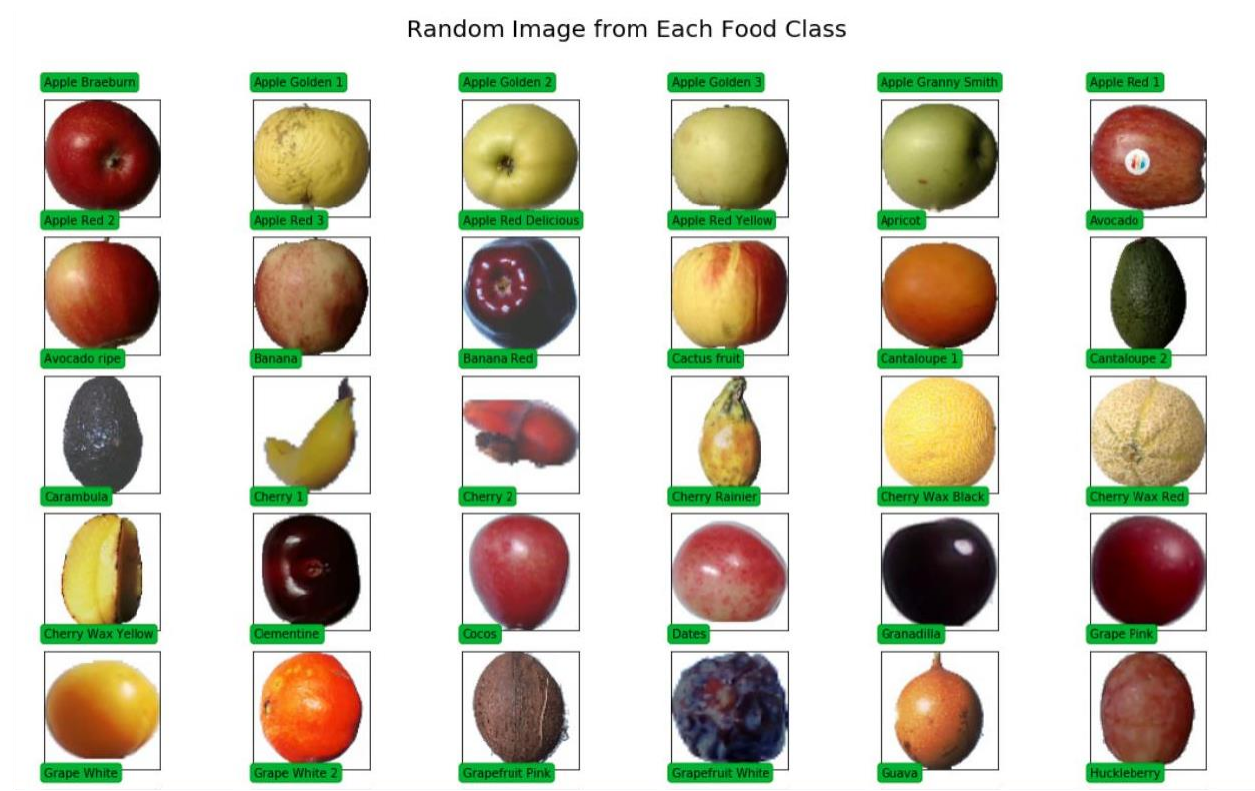 Random Image from Each Food Class
Apple Braeburn Apple Golden 1 Apple Golden 2 Apple Golden 3 Apple Granny Smith Apple Red 1
Apple Red 2 Apple Red 3 Apple Red Delicious Apple Red Yellow Apricot Avocado
Avocado ripe Banana Banana Red Cactus fruit Cantaloupe 1 Cantaloupe 2
Carambula Cherry 1 Cherry 2 Cherry Rainier Cherry Wax Black Cherry Wax Red
Cherry Wax Yellow Clementine Cocos Dates Granadilla Grape Pink
Grape White Grape White 2 Grapefruit Pink Grapefruit White Guava Huckleberry